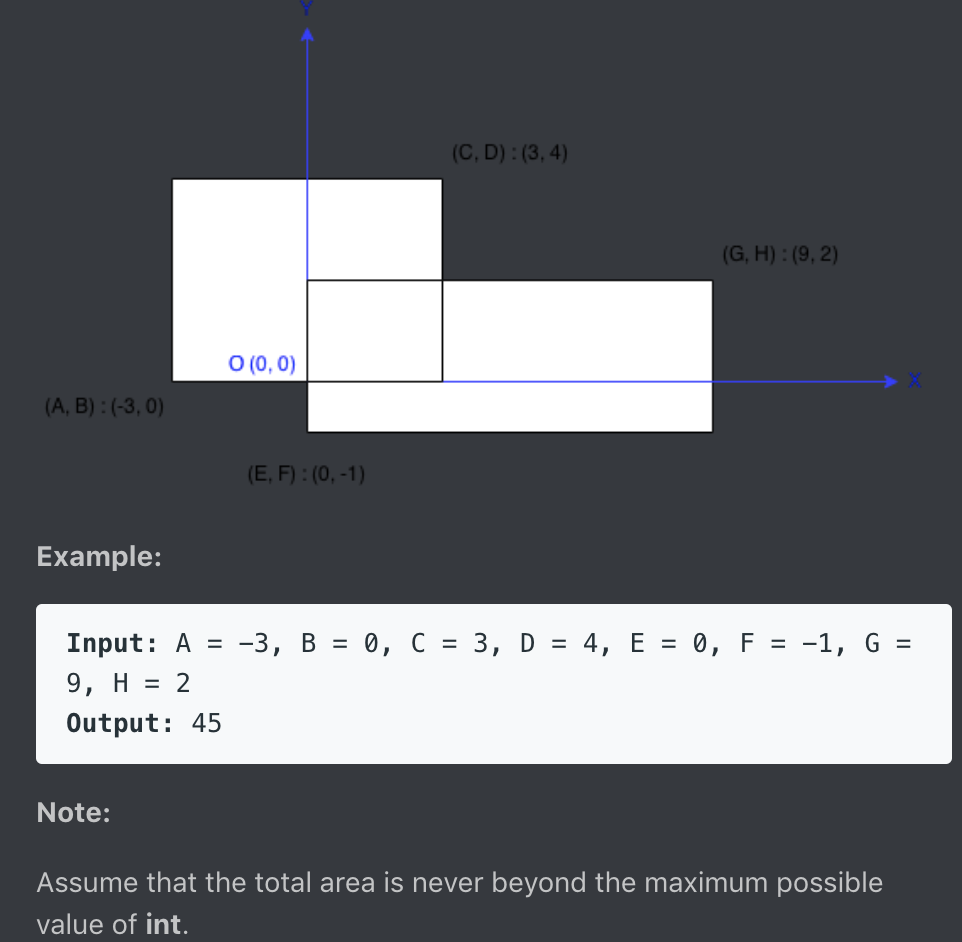 Y
(C, D) : (3, 4)
(G, H) : (9, 2)
O (0, 0)
X
(A, B) : (-3, 0)
(E, F) : (0, -1)
Example:
Input: A = −3, B = 0, C = 3, D = 4, E = 0, F = −1, G =
9, H = 2
Output: 45
Note:
Assume that the total area is never beyond the maximum possible
value of int.